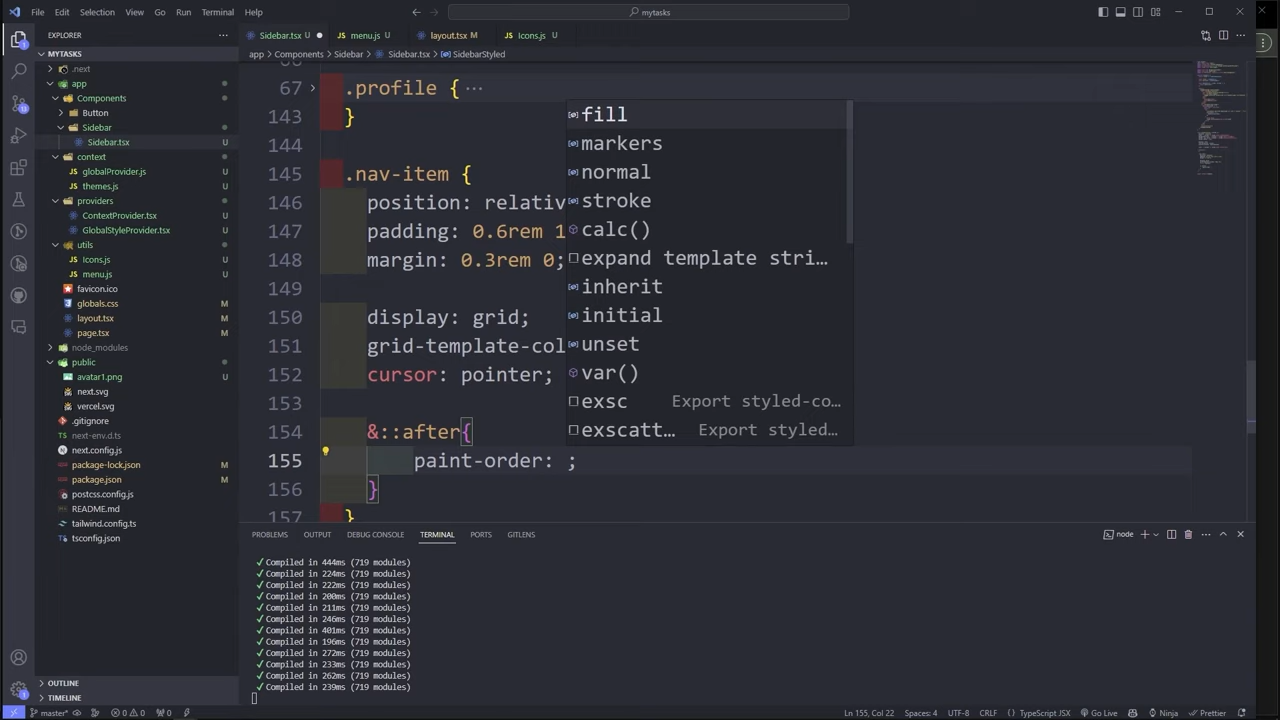 File Edit Selection View Go Run Terminal Help
mytasks
EXPLORER
MYTASKS
.next
app
Components
Button
Sidebar
Sidebar.tsx U
context
globalProvider.js U
themes.js U
providers
ContextProvider.tsx U
GlobalStyleProvider.tsx U
utils
Icons.js U
menu.js U
favicon.ico
globals.css M
layout.tsx M
page.tsx M
node_modules
public
avatar1.png U
next.svg
vercel.svg
.gitignore
next-env.d.ts
next.config.js
package-lock.json M
package.json M
postcss.config.js
README.md
tailwind.config.ts
tsconfig.json
OUTLINE
TIMELINE
Sidebar.tsx U menu.js U layout.tsx M Icons.js U
app > Components > Sidebar > Sidebar.tsx > SidebarStyled
66
67 .profile { ...
143 }
144
145 .nav-item {
146 position: relativ
147 padding: 0.6rem 1
148 margin: 0.3rem 0;
149
150 display: grid;
151 grid-template-col
152 cursor: pointer;
153
154 &::after{
155 paint-order: ;
156 }
157 }
fill
markers
normal
stroke
calc()
expand template stri...
inherit
initial
unset
var()
exsc Export styled-co...
exscatt... Export styled...
PROBLEMS OUTPUT DEBUG CONSOLE TERMINAL PORTS GITLENS
node
✓ Compiled in 444ms (719 modules)
✓ Compiled in 224ms (719 modules)
✓ Compiled in 222ms (719 modules)
✓ Compiled in 200ms (719 modules)
✓ Compiled in 211ms (719 modules)
✓ Compiled in 246ms (719 modules)
✓ Compiled in 401ms (719 modules)
✓ Compiled in 196ms (719 modules)
✓ Compiled in 272ms (719 modules)
✓ Compiled in 233ms (719 modules)
✓ Compiled in 262ms (719 modules)
✓ Compiled in 239ms (719 modules)
master* 0 0 0 Ln 155, Col 22 Spaces: 4 UTF-8 CRLF {} TypeScript JSX Go Live Ninja Prettier